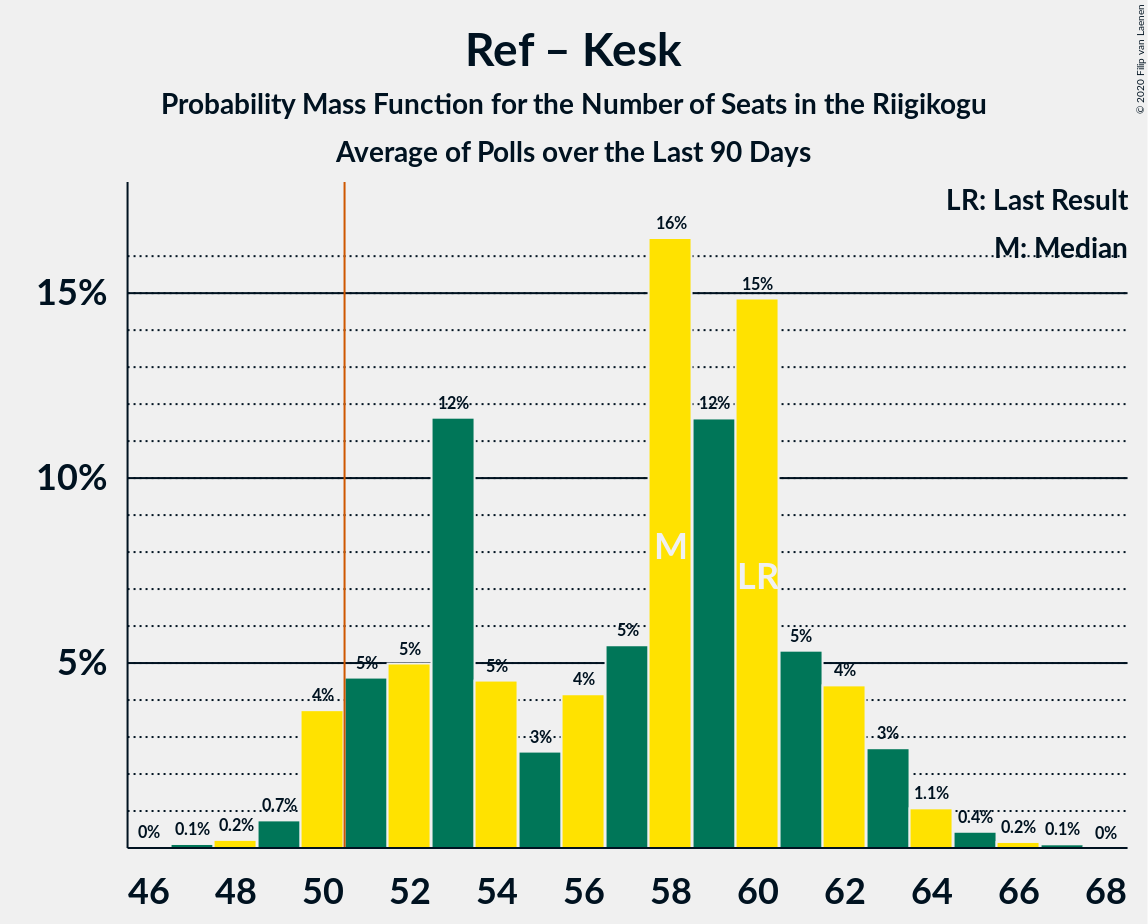 Ref – Kesk
Probability Mass Function for the Number of Seats in the Riigikogu
Average of Polls over the Last 90 Days
© 2020 Filip van Laenen
LR: Last Result
M: Median
15%
10%
5%
0%
0.1%
0.2%
0.7%
4%
5%
5%
12%
5%
3%
4%
5%
16%
12%
15%
5%
4%
3%
1.1%
0.4%
0.2%
0.1%
0%
M
LR
46 48 50 52 54 56 58 60 62 64 66 68